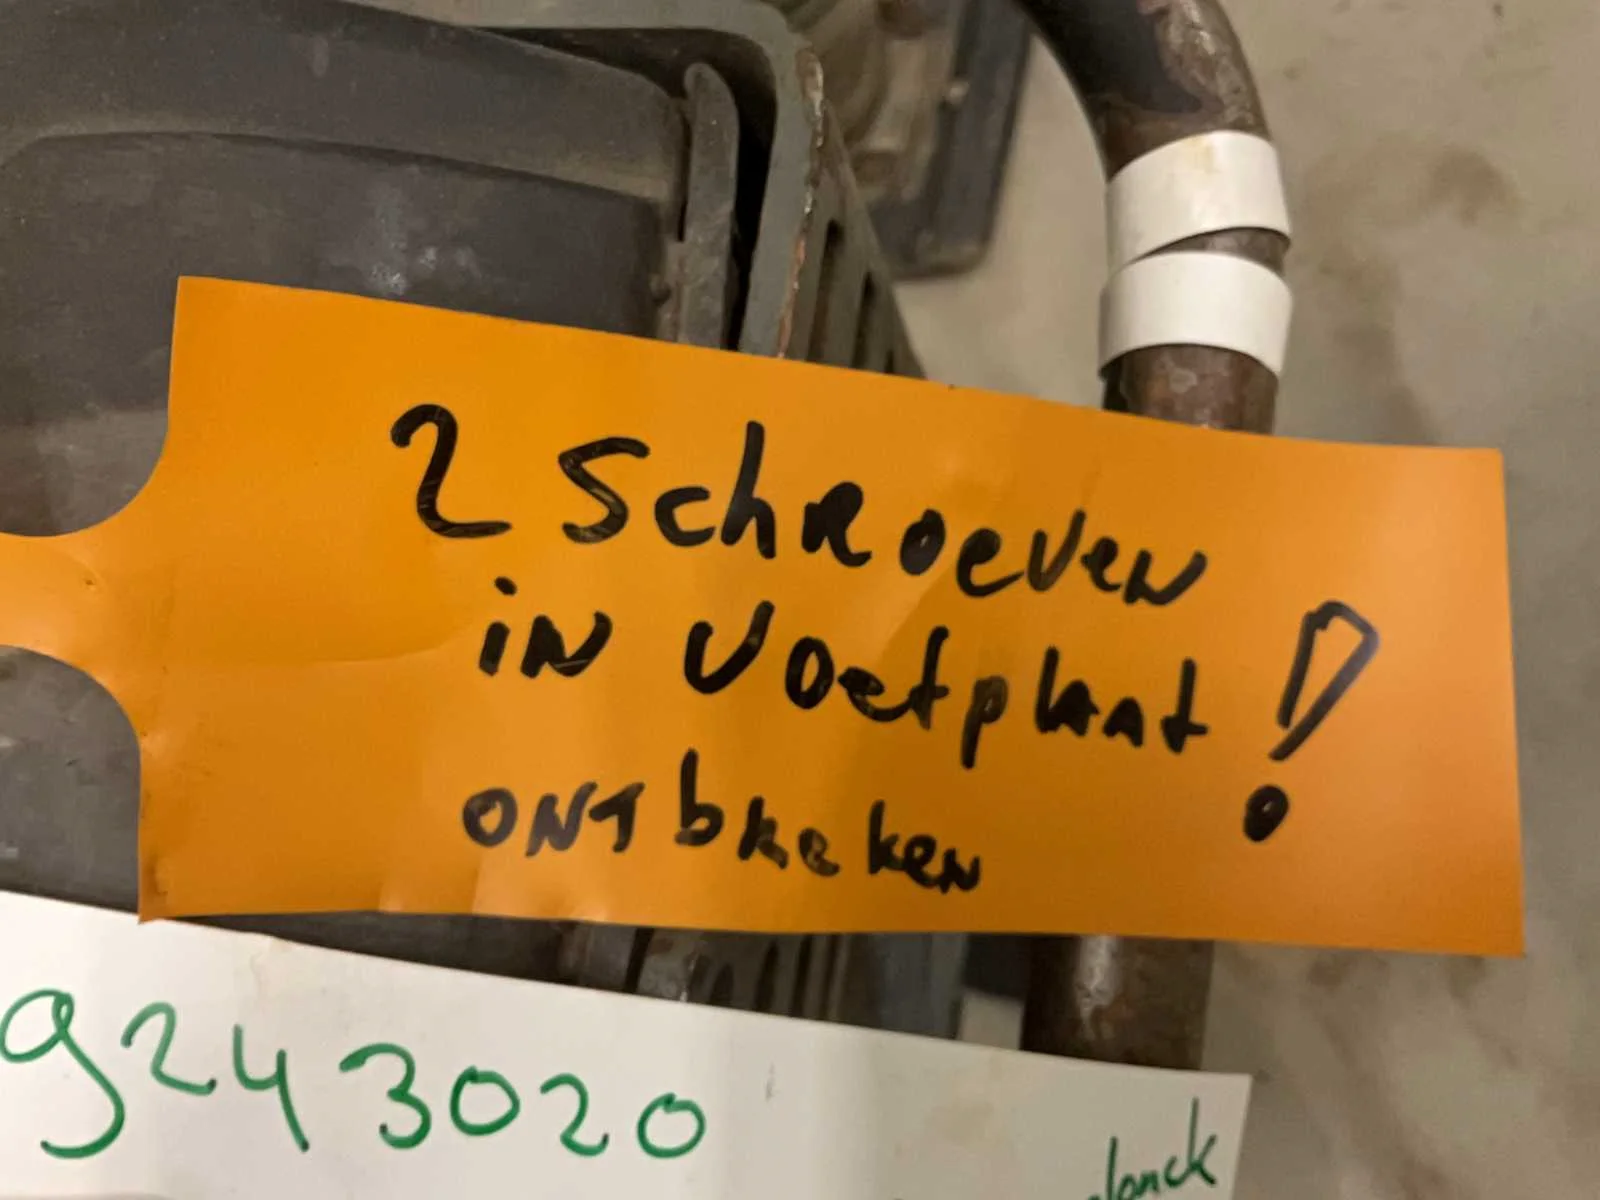 2 Schroeven
in Voetplaat!
ontbreken
9243020